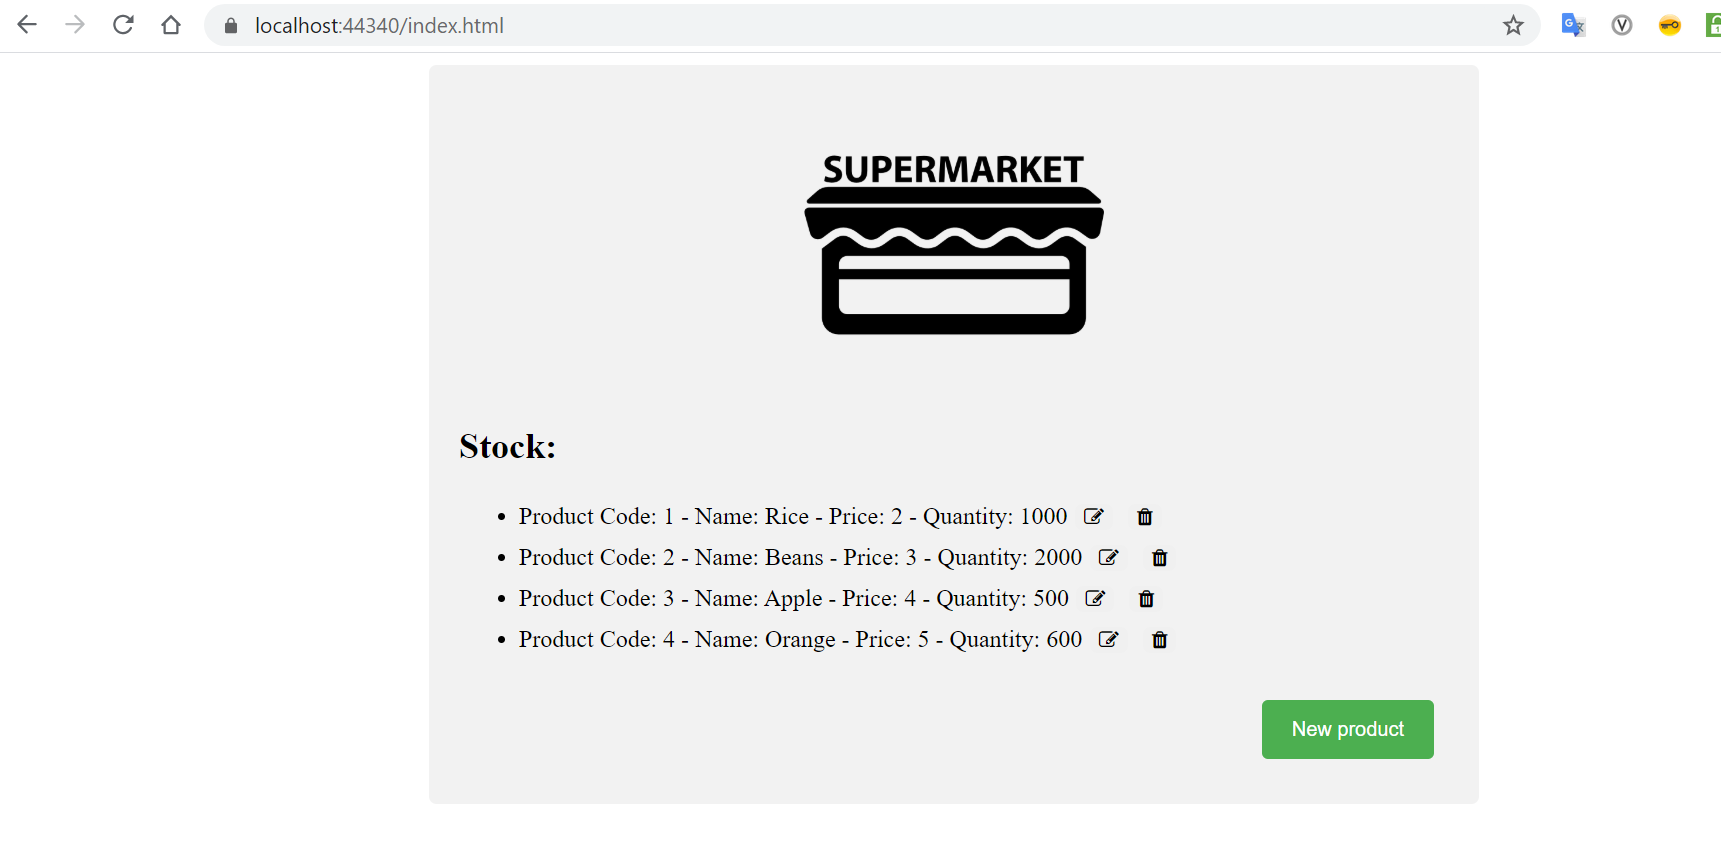 localhost:44340/index.html
SUPERMARKET
Stock:
Product Code: 1 - Name: Rice - Price: 2 - Quantity: 1000
Product Code: 2 - Name: Beans - Price: 3 - Quantity: 2000
Product Code: 3 - Name: Apple - Price: 4 - Quantity: 500
Product Code: 4 - Name: Orange - Price: 5 - Quantity: 600
New product